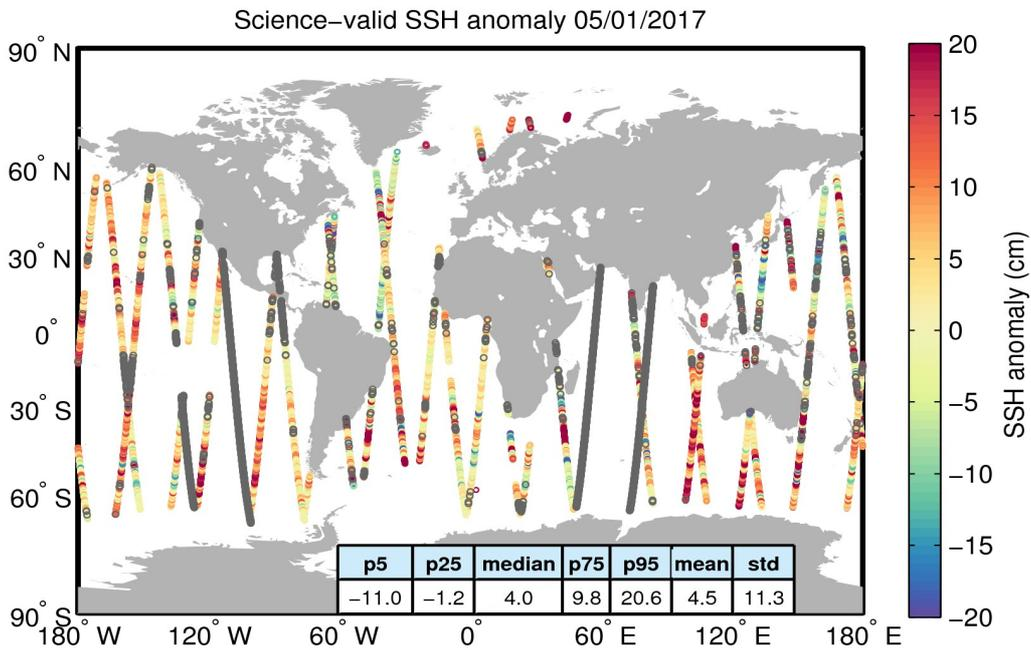 Science−valid SSH anomaly 05/01/2017
90° N
60° N
30° N
0°
30° S
60° S
90° S
180° W 120° W 60° W 0° 60° E 120° E 180° E
p5 p25 median p75 p95 mean std
−11.0 −1.2 4.0 9.8 20.6 4.5 11.3
20
15
10
5
0
−5
−10
−15
−20
SSH anomaly (cm)